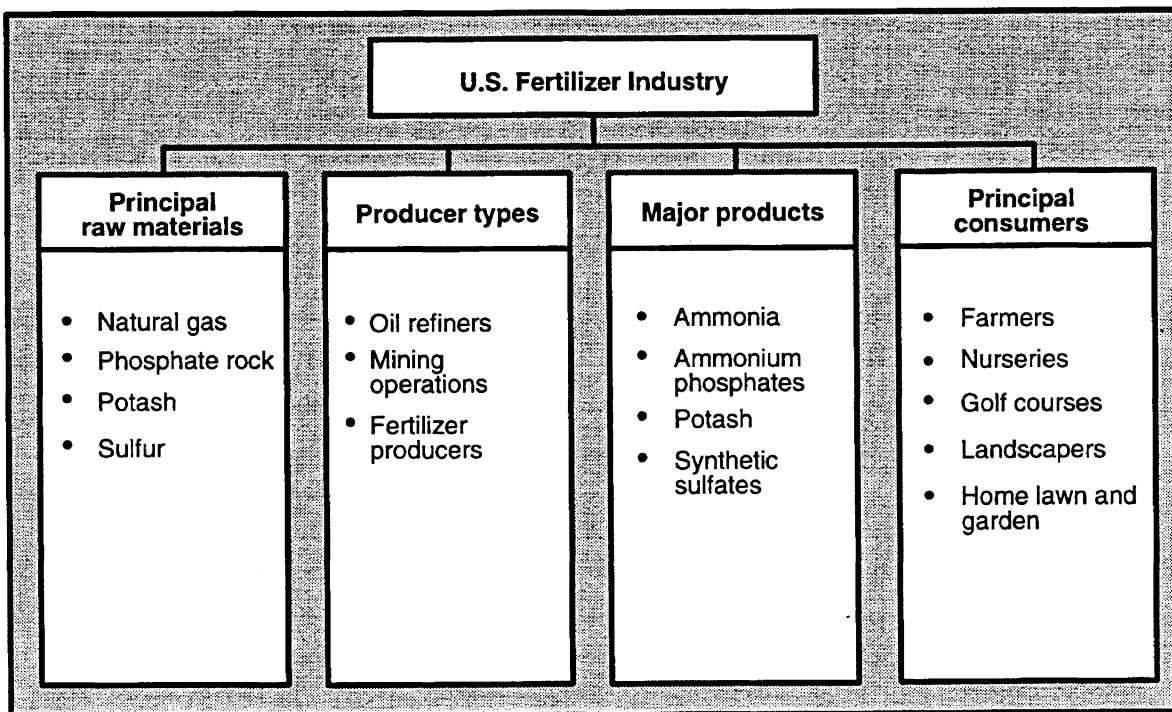 U.S. Fertilizer Industry
Principal
raw materials
• Natural gas
• Phosphate rock
• Potash
• Sulfur
Producer types
• Oil refiners
• Mining
operations
• Fertilizer
producers
Major products
• Ammonia
• Ammonium
phosphates
• Potash
• Synthetic
sulfates
Principal
consumers
• Farmers
• Nurseries
• Golf courses
• Landscapers
• Home lawn and
garden